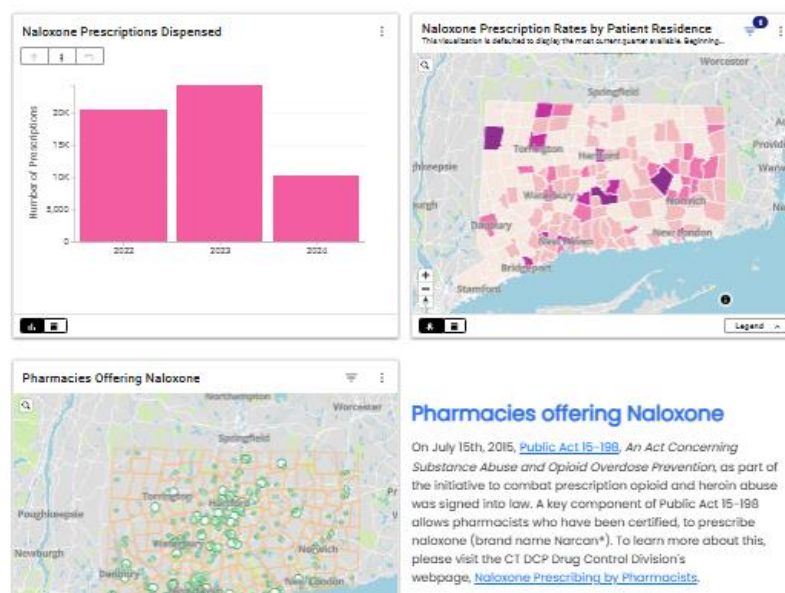 Naloxone Prescriptions Dispensed
Number of Prescriptions
20K
15K
10K
5,000
0
2022
2023
2024
Naloxone Prescription Rates by Patient Residence
This visualization is defaulted to display the most current quarter available. Beginning...
Worcester
Springfield
Torrington
Hartford
Waterbury
Norwich
Danbury
New Haven
New London
Bridgeport
Stamford
Legend
Pharmacies Offering Naloxone
Northampton
Worcester
Springfield
Torrington
Hartford
Poughkeepsie
Waterbury
Newburgh
Norwich
Danbury
New London
Pharmacies offering Naloxone
On July 15th, 2015, Public Act 15-198, An Act Concerning
Substance Abuse and Opioid Overdose Prevention, as part of
the initiative to combat prescription opioid and heroin abuse
was signed into law. A key component of Public Act 15-198
allows pharmacists who have been certified, to prescribe
naloxone (brand name Narcan®). To learn more about this,
please visit the CT DCP Drug Control Division's
webpage, Naloxone Prescribing by Pharmacists.